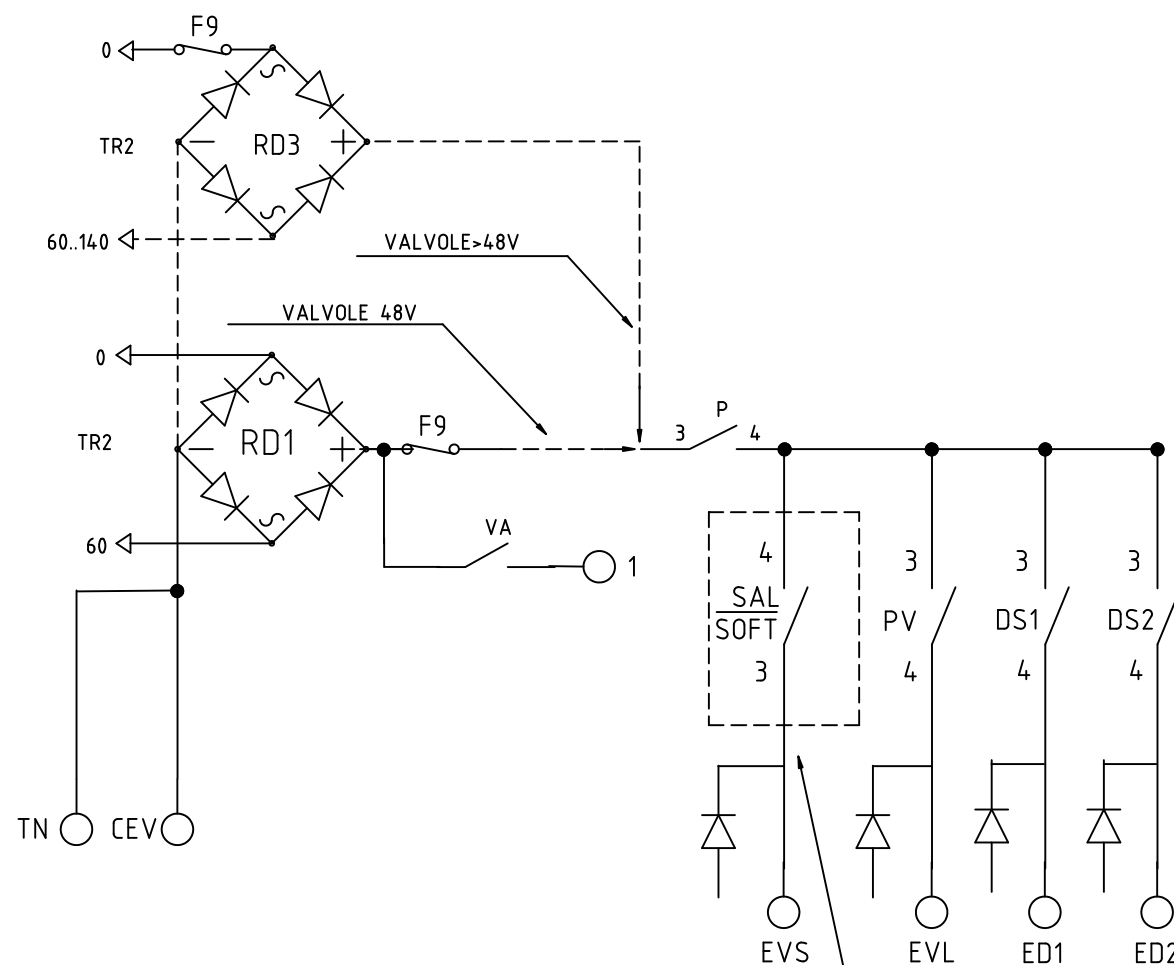 F9
0
TR2
RD3
60..140
VALVOLE>48V
VALVOLE 48V
0
TR2
RD1
F9
3
P
4
60
VA
1
4
3
3
3
SAL
SOFT
PV
DS1
DS2
3
4
4
4
TN
CEV
EVS
EVL
ED1
ED2